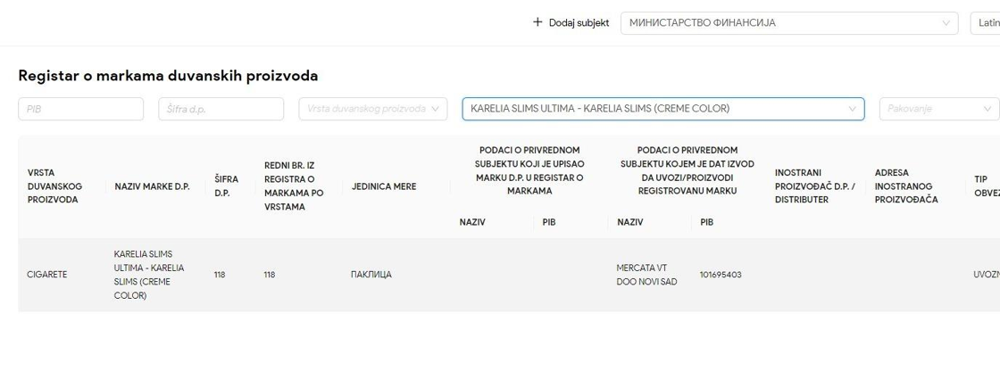 Dodaj subjekt
МИНИСТАРСТВО ФИНАНСИЈА
Latin
Registar o markama duvanskih proizvoda
PIB
Šifra d.p.
Vrsta duvanskog proizvoda
KARELIA SLIMS ULTIMA - KARELIA SLIMS (CREME COLOR)
Pakovanje
VRSTA
DUVANSKOG
PROIZVODA
NAZIV MARKE D.P.
ŠIFRA
D.P.
REDNI BR. IZ
REGISTRA O
MARKAMA PO
VRSTAMA
JEDINICA MERE
PODACI O PRIVREDNOM
SUBJEKTU KOJI JE UPISAO
MARKU D.P. U REGISTAR O
MARKAMA
NAZIV
PIB
PODACI O PRIVREDNOM
SUBJEKTU KOJEM JE DAT IZVOD
DA UVOZI/PROIZVODI
REGISTROVANU MARKU
NAZIV
PIB
INOSTRANI
PROIZVOĐAČ D.P. /
DISTRIBUTER
ADRESA
INOSTRANOG
PROIZVOĐAČA
TIP
OBVEZ
CIGARETE
KARELIA SLIMS
ULTIMA - KARELIA
SLIMS (CREME
COLOR)
118
118
ПАКЛИЦА
MERCATA VT
DOO NOVI SAD
101695403
UVOZN